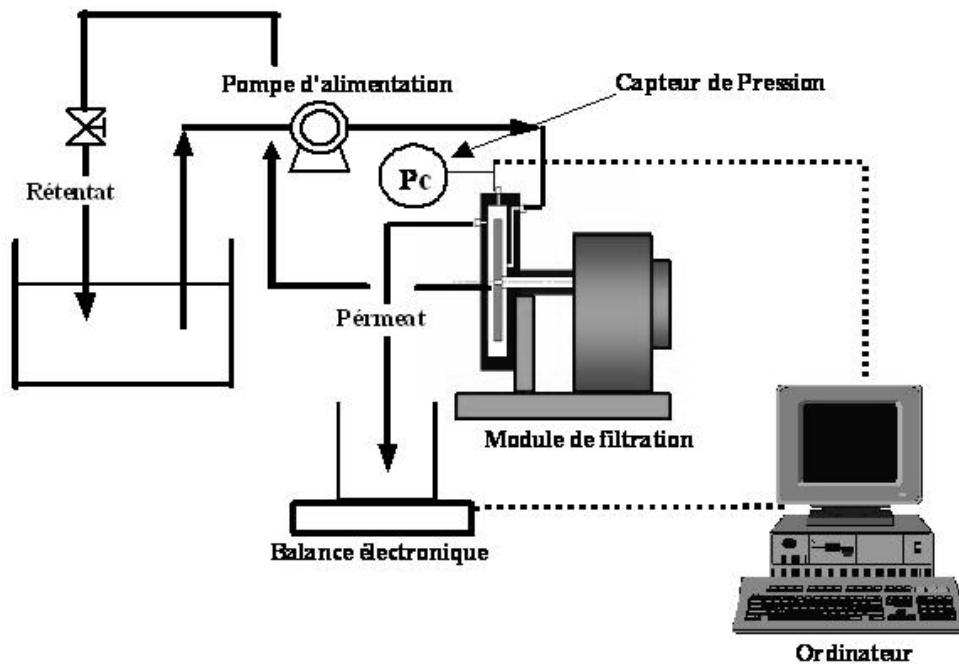 Pompe d'alimentation
Capteur de Pression
Pc
Rétentat
Pérmeat
Module de filtration
Balance électronique
Ordinateur